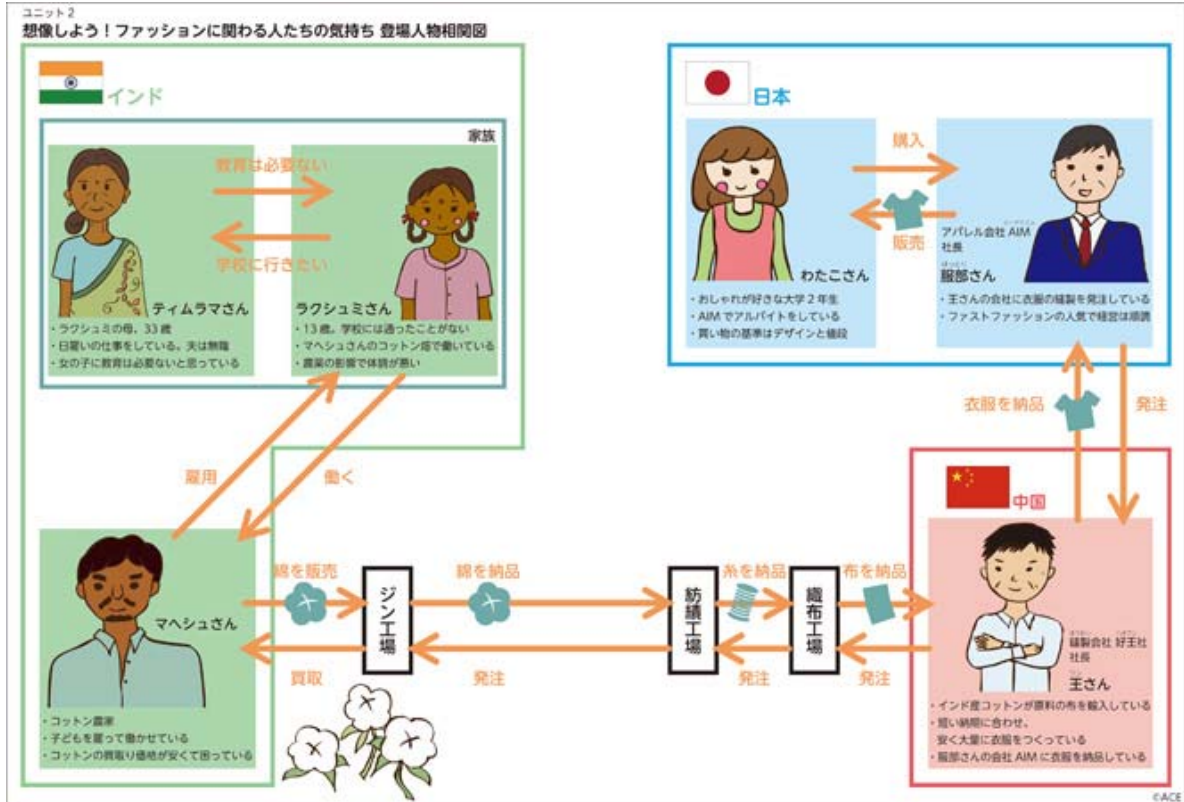 ユニット2
想像しよう！ファッションに関わる人たちの気持ち 登場人物相関図
インド
家族
教育は必要ない
学校に行きたい
ティムラマさん
・ラクシュミの母、33歳
・日雇いの仕事をしている。夫は無職
・女の子に教育は必要ないと思っている
ラクシュミさん
・13歳。学校には通ったことがない
・マヘシュさんのコットン畑で働いている
・農薬の影響で体調が悪い
雇用
働く
マヘシュさん
・コットン農家
・子どもを雇って働かせている
・コットンの買取り価格が安くて困っている
綿を販売
買取
ジン工場
綿を納品
発注
紡績工場
糸を納品
発注
織布工場
布を納品
発注
日本
わたこさん
・おしゃれが好きな大学2年生
・AIMでアルバイトをしている
・買い物の基準はデザインと値段
購入
販売
アパレル会社 AIM
社長
はっとり
服部さん
・王さんの会社に衣服の縫製を発注している
・ファストファッションの人気で経営は順調
衣服を納品
発注
中国
縫製会社 好王社
社長
王さん
・インド産コットンが原料の布を輸入している
・短い納期に合わせ、
安く大量に衣服をつくっている
・服部さんの会社 AIM に衣服を納品している
©ACE